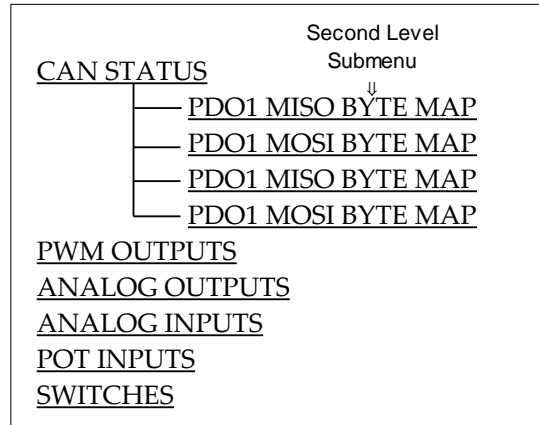 Second Level
Submenu
⇓
CAN STATUS
PDO1 MISO BYTE MAP
PDO1 MOSI BYTE MAP
PDO1 MISO BYTE MAP
PDO1 MOSI BYTE MAP
PWM OUTPUTS
ANALOG OUTPUTS
ANALOG INPUTS
POT INPUTS
SWITCHES